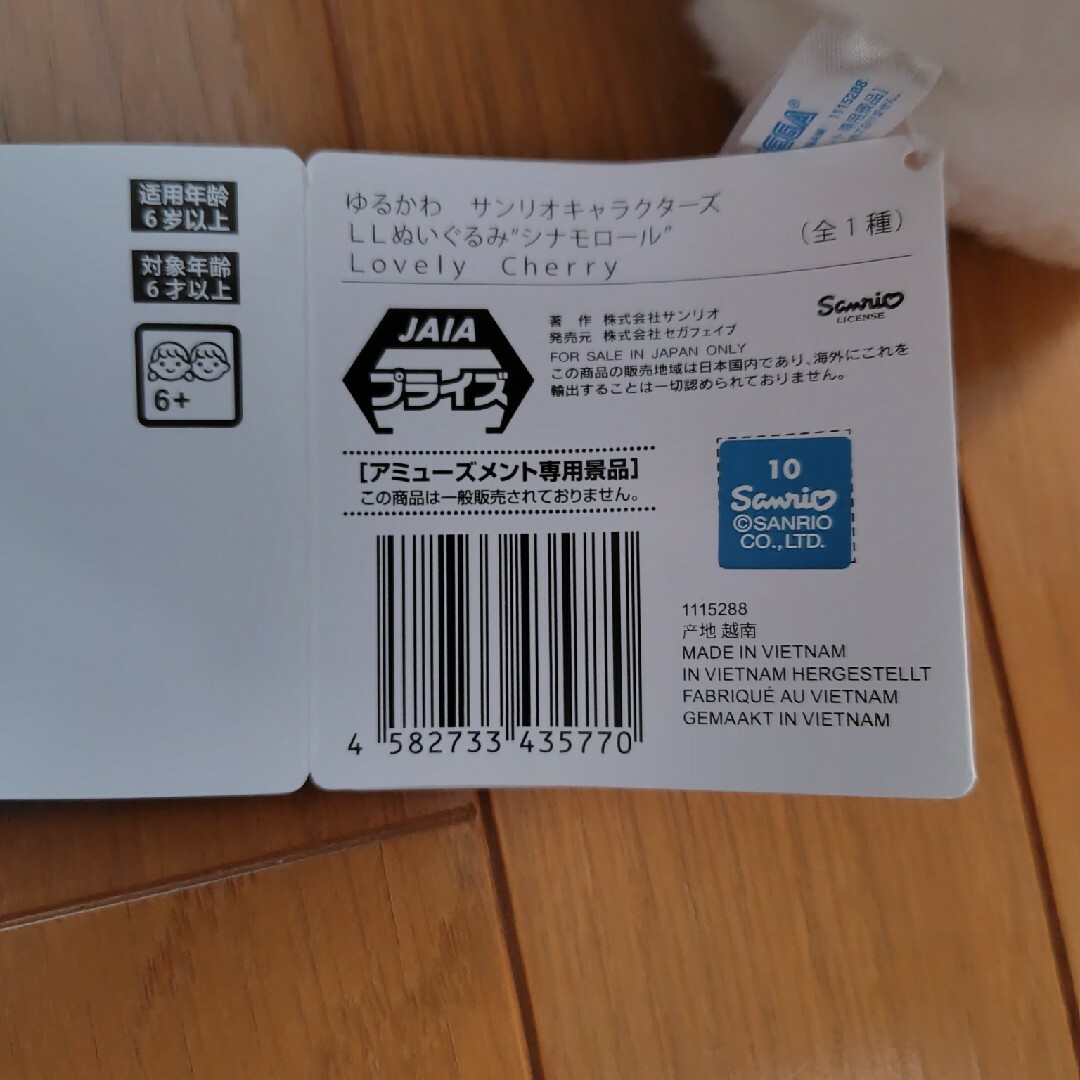 适用年龄
6岁以上
対象年齢
6才以上
6+
ゆるかわ　サンリオキャラクターズ
LLぬいぐるみ“シナモロール”
Lovely　Cherry
（全1種）
JAIA
プライズ
著　作　株式会社サンリオ
発売元　株式会社セガフェイブ
FOR SALE IN JAPAN ONLY
この商品の販売地域は日本国内であり、海外にこれを
輸出することは一切認められておりません。
Sanrio
LICENSE
[アミューズメント専用景品]
この商品は一般販売されておりません。
10
Sanrio
©SANRIO
CO.,LTD.
4 582733 435770
1115288
产地 越南
MADE IN VIETNAM
IN VIETNAM HERGESTELLT
FABRIQUÉ AU VIETNAM
GEMAAKT IN VIETNAM
1115288